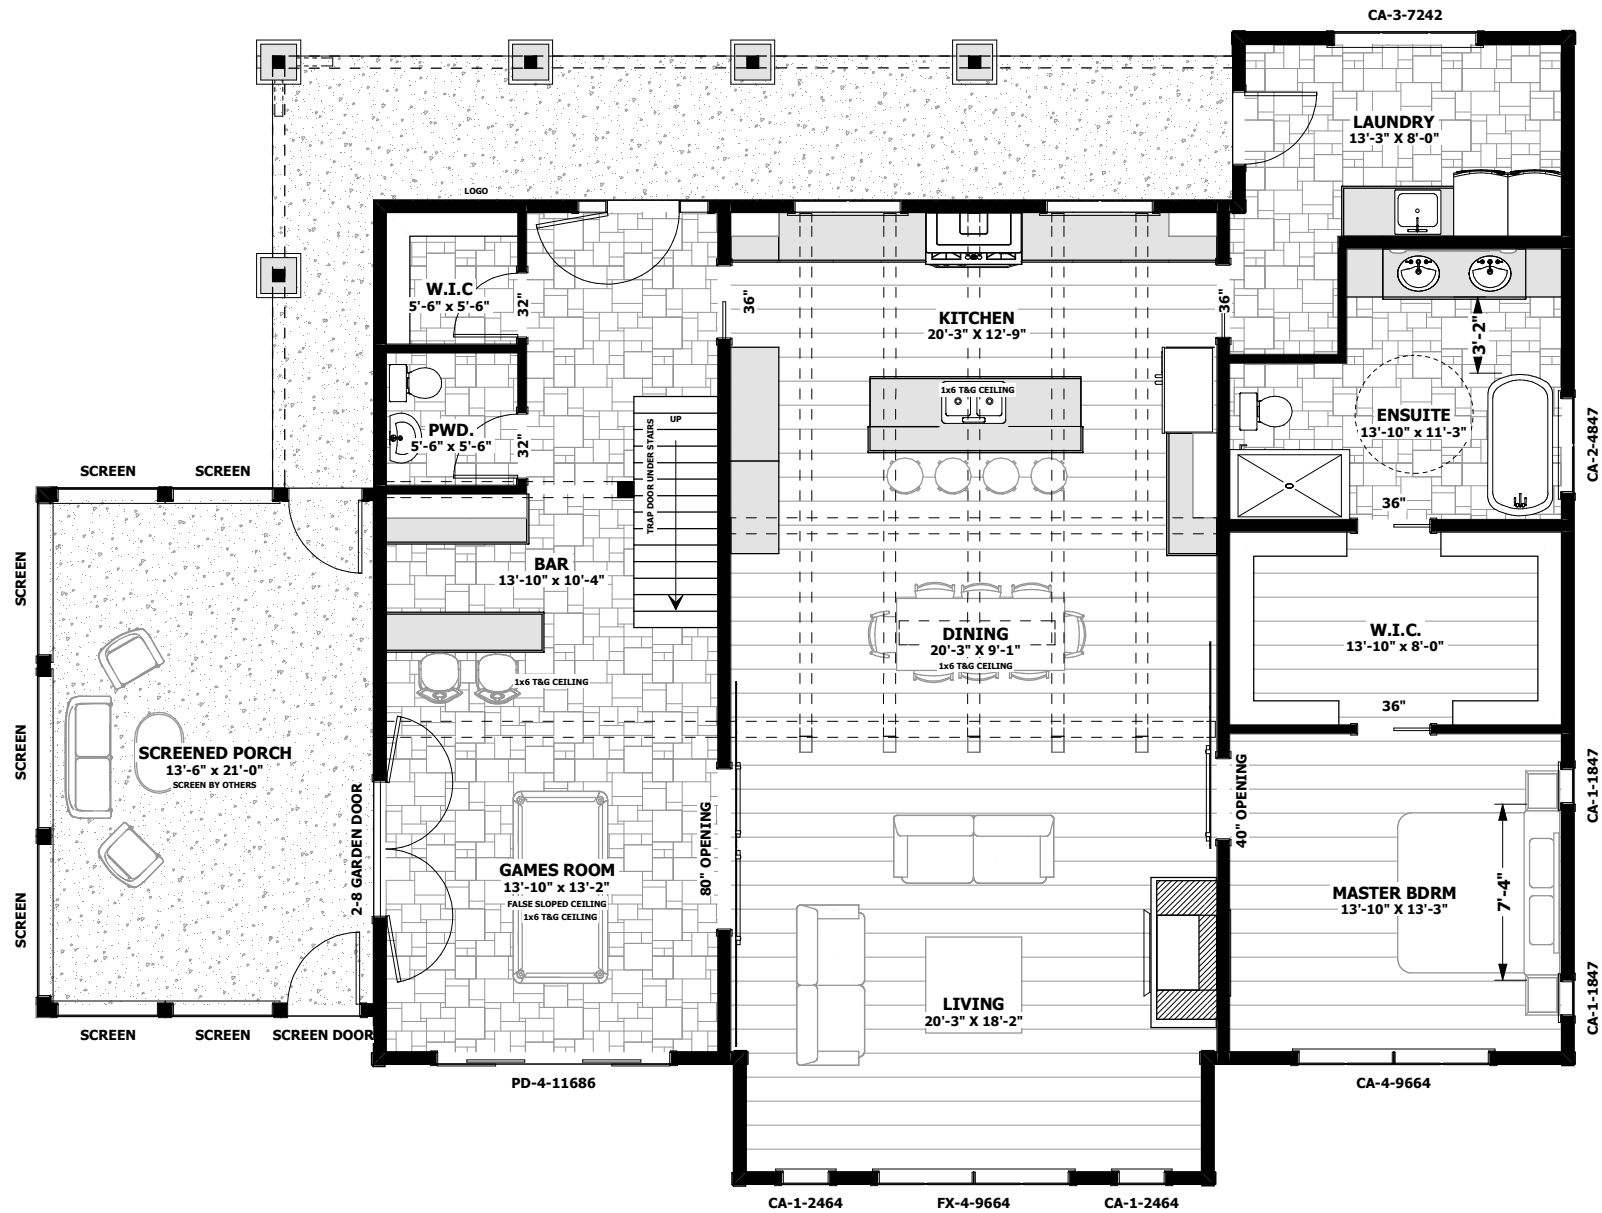 CA-3-7242
LAUNDRY
13'-3" X 8'-0"
LOGO
W.I.C
5'-6" x 5'-6"
32"
36"
KITCHEN
20'-3" X 12'-9"
36"
3'-2"
1x6 T&G CEILING
UP
TRAP DOOR UNDER STAIRS
PWD.
5'-6" x 5'-6"
32"
ENSUITE
13'-10" x 11'-3"
CA-2-4847
36"
SCREEN
SCREEN
SCREEN
BAR
13'-10" x 10'-4"
DINING
20'-3" X 9'-1"
1x6 T&G CEILING
W.I.C.
13'-10" x 8'-0"
1x6 T&G CEILING
36"
SCREEN
SCREENED PORCH
13'-6" x 21'-0"
SCREEN BY OTHERS
2-8 GARDEN DOOR
80" OPENING
40" OPENING
CA-1-1847
GAMES ROOM
13'-10" x 13'-2"
FALSE SLOPED CEILING
1x6 T&G CEILING
MASTER BDRM
13'-10" X 13'-3"
7'-4"
SCREEN
LIVING
20'-3" X 18'-2"
CA-1-1847
SCREEN
SCREEN
SCREEN DOOR
PD-4-11686
CA-4-9664
CA-1-2464
FX-4-9664
CA-1-2464